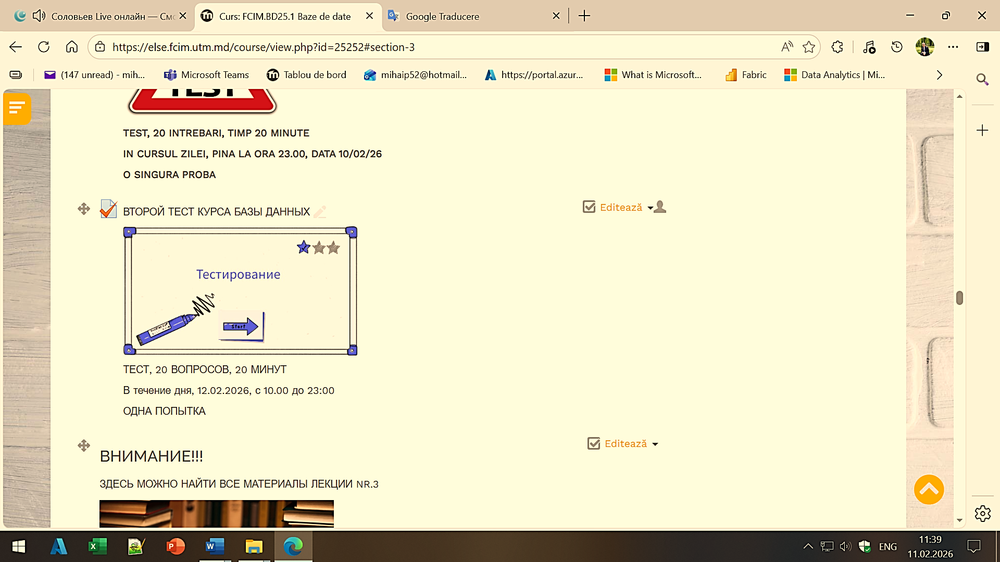 Соловьев Live онлайн — Смо
Curs: FCIM.BD25.1 Baze de date
Google Traducere
https://else.fcim.utm.md/course/view.php?id=25252#section-3
(147 unread) - mih...
Microsoft Teams
Tablou de bord
mihaip52@hotmail...
https://portal.azur...
What is Microsoft...
Fabric
Data Analytics | Mi...
TEST
TEST, 20 INTREBARI, TIMP 20 MINUTE
IN CURSUL ZILEI, PINA LA ORA 23.00, DATA 10/02/26
O SINGURA PROBA
ВТОРОЙ ТЕСТ КУРСА БАЗЫ ДАННЫХ
Editează
Тестирование
Start
ТЕСТ, 20 ВОПРОСОВ, 20 МИНУТ
В течение дня, 12.02.2026, с 10.00 до 23:00
ОДНА ПОПЫТКА
Editează
ВНИМАНИЕ!!!
ЗДЕСЬ МОЖНО НАЙТИ ВСЕ МАТЕРИАЛЫ ЛЕКЦИИ NR.3
ENG
11:39
11.02.2026